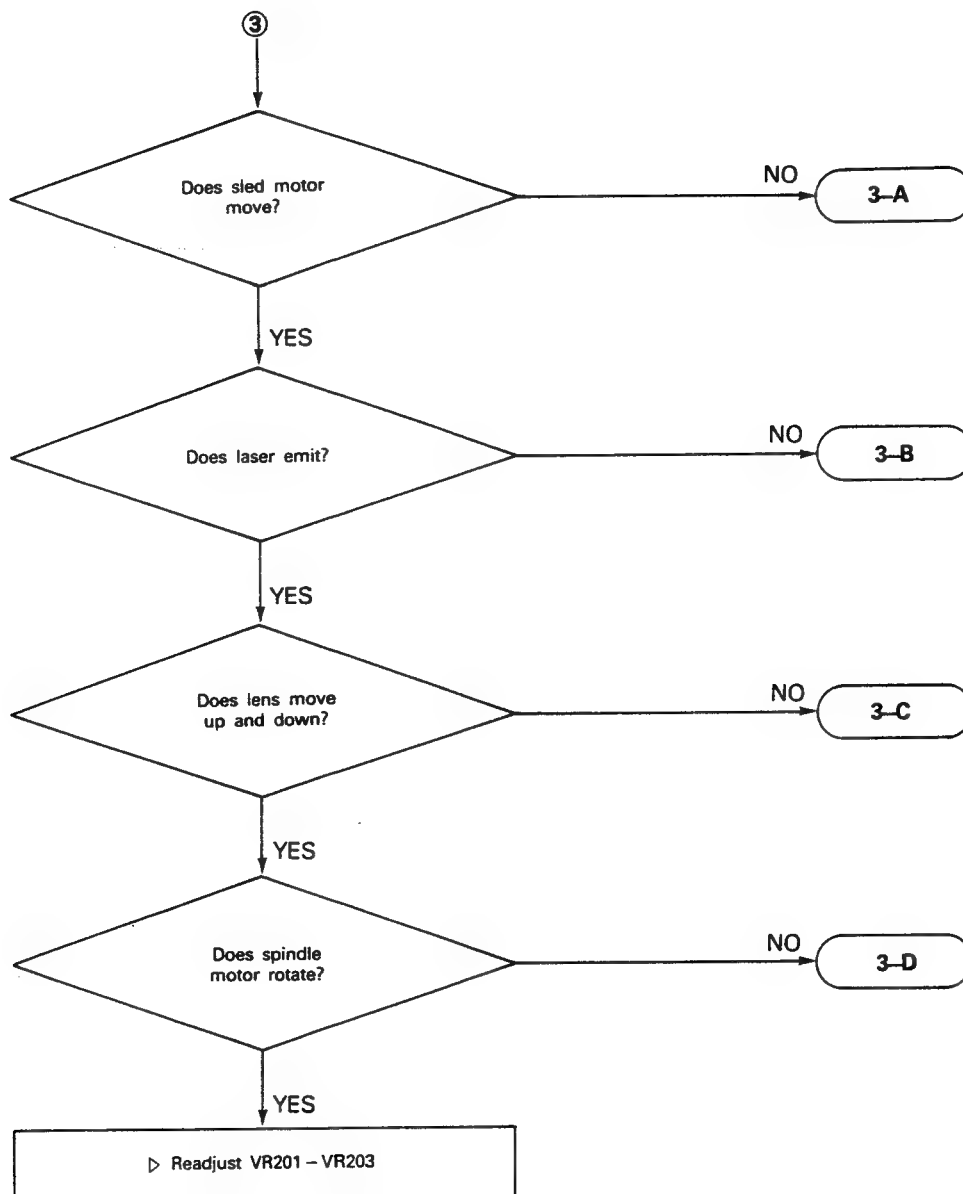 ③
Does sled motor
move?
NO
3–A
YES
Does laser emit?
NO
3–B
YES
Does lens move
up and down?
NO
3–C
YES
Does spindle
motor rotate?
NO
3–D
YES
▷ Readjust VR201 – VR203